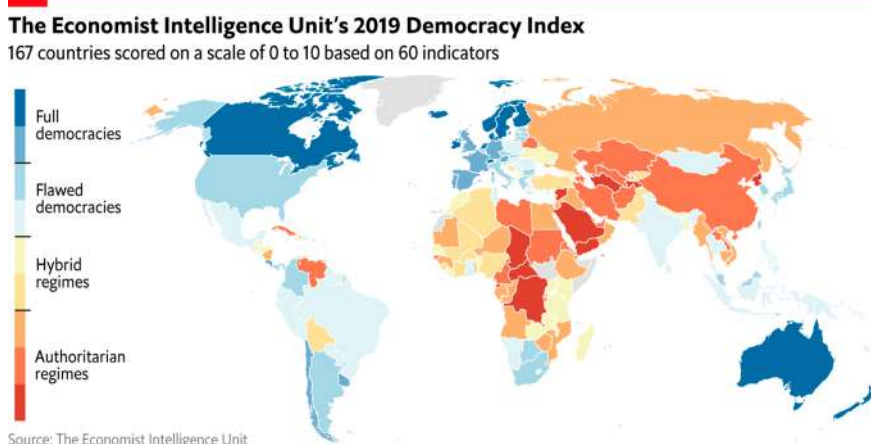 The Economist Intelligence Unit's 2019 Democracy Index
167 countries scored on a scale of 0 to 10 based on 60 indicators
Full
democracies
Flawed
democracies
Hybrid
regimes
Authoritarian
regimes
Source: The Economist Intelligence Unit